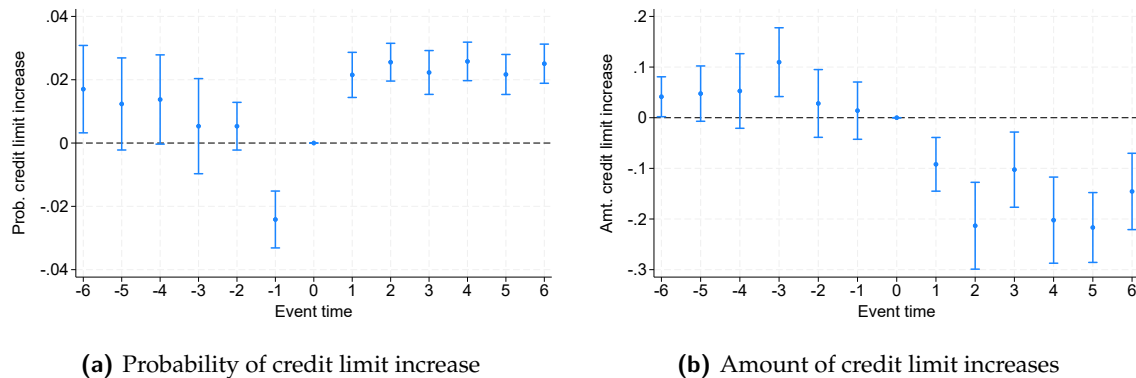 .04
.02
0
-.02
-.04
Prob. credit limit increase
-6 -5 -4 -3 -2 -1 0 1 2 3 4 5 6
Event time
(a) Probability of credit limit increase
.2
.1
0
-.1
-.2
-.3
Amt. credit limit increase
-6 -5 -4 -3 -2 -1 0 1 2 3 4 5 6
Event time
(b) Amount of credit limit increases